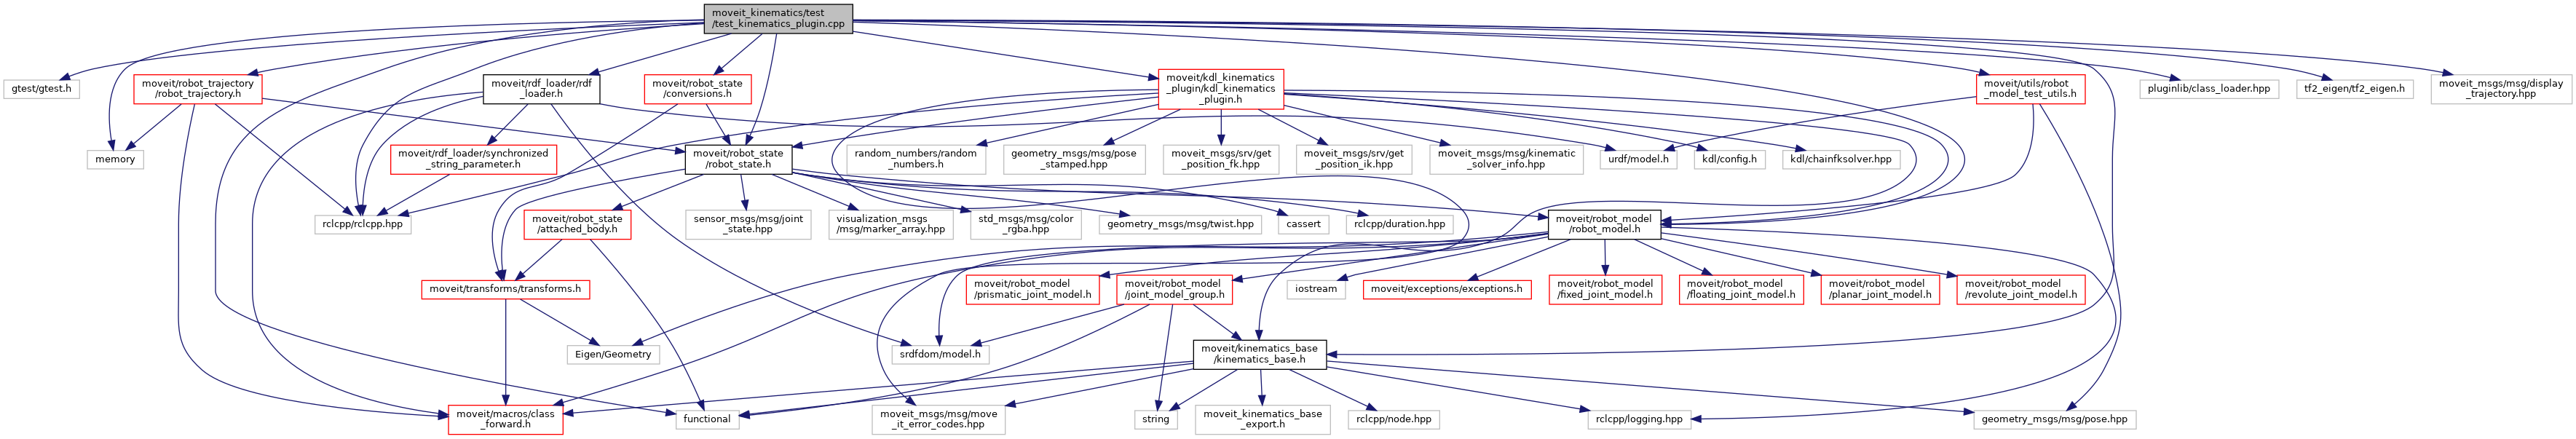 moveit_kinematics/test
/test_kinematics_plugin.cpp
gtest/gtest.h
memory
moveit/robot_trajectory
/robot_trajectory.h
moveit/rdf_loader/rdf
_loader.h
moveit/robot_state
/conversions.h
moveit/kdl_kinematics
_plugin/kdl_kinematics
_plugin.h
moveit/utils/robot
_model_test_utils.h
pluginlib/class_loader.hpp
tf2_eigen/tf2_eigen.h
moveit_msgs/msg/display
_trajectory.hpp
moveit/rdf_loader/synchronized
_string_parameter.h
moveit/robot_state
/robot_state.h
random_numbers/random
_numbers.h
geometry_msgs/msg/pose
_stamped.hpp
moveit_msgs/srv/get
_position_fk.hpp
moveit_msgs/srv/get
_position_ik.hpp
moveit_msgs/msg/kinematic
_solver_info.hpp
urdf/model.h
kdl/config.h
kdl/chainfksolver.hpp
rclcpp/rclcpp.hpp
moveit/robot_state
/attached_body.h
sensor_msgs/msg/joint
_state.hpp
visualization_msgs
/msg/marker_array.hpp
std_msgs/msg/color
_rgba.hpp
geometry_msgs/msg/twist.hpp
cassert
rclcpp/duration.hpp
moveit/robot_model
/robot_model.h
moveit/transforms/transforms.h
moveit/robot_model
/prismatic_joint_model.h
moveit/robot_model
/joint_model_group.h
iostream
moveit/exceptions/exceptions.h
moveit/robot_model
/fixed_joint_model.h
moveit/robot_model
/floating_joint_model.h
moveit/robot_model
/planar_joint_model.h
moveit/robot_model
/revolute_joint_model.h
Eigen/Geometry
srdfdom/model.h
moveit/kinematics_base
/kinematics_base.h
moveit/macros/class
_forward.h
functional
moveit_msgs/msg/move
_it_error_codes.hpp
string
moveit_kinematics_base
_export.h
rclcpp/node.hpp
rclcpp/logging.hpp
geometry_msgs/msg/pose.hpp